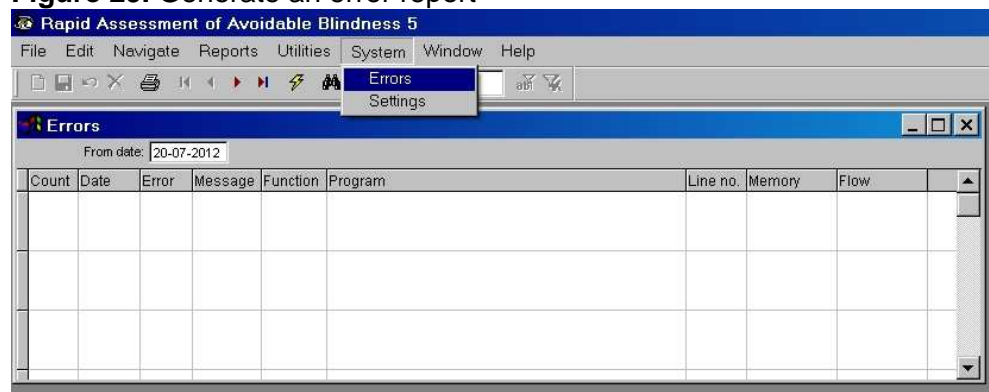 Figure 28: Generate an error report
Rapid Assessment of Avoidable Blindness 5
File Edit Navigate Reports Utilities System Window Help
Errors
Settings
Errors
From date: 20-07-2012
Count Date Error Message Function Program Line no. Memory Flow